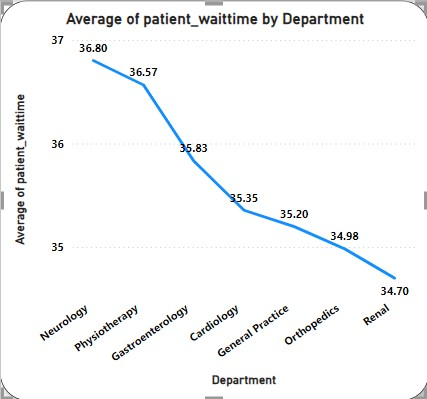 Average of patient_waittime by Department
37
36
35
Average of patient_waittime
36.80
36.57
35.83
35.35
35.20
34.98
34.70
Neurology
Physiotherapy
Gastroenterology
Cardiology
General Practice
Orthopedics
Renal
Department